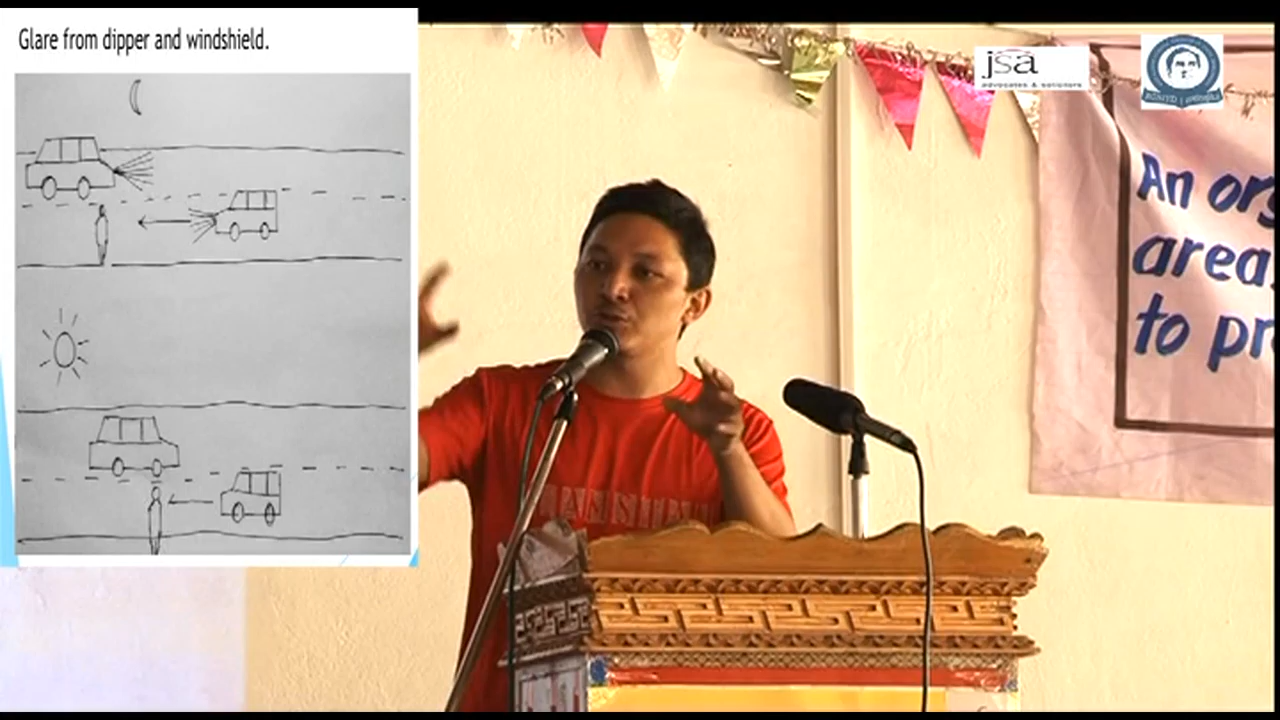 Glare from dipper and windshield.
jsa
advocates & solicitors
An org
area
to pr